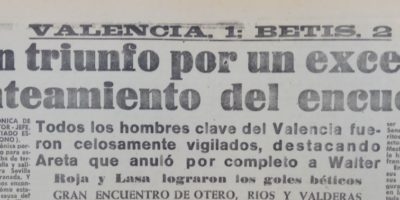 VALENCIA, 1; BETIS, 2
n triunfo por un exce
nteamiento del encue
Todos los hombres clave del Valencia fue-
ron celosamente vigilados, destacando
Areta que anuló por completo a Walter
Roja y Lasa lograron los goles béticos
GRAN ENCUENTRO DE OTERO, RIOS Y VALDERAS